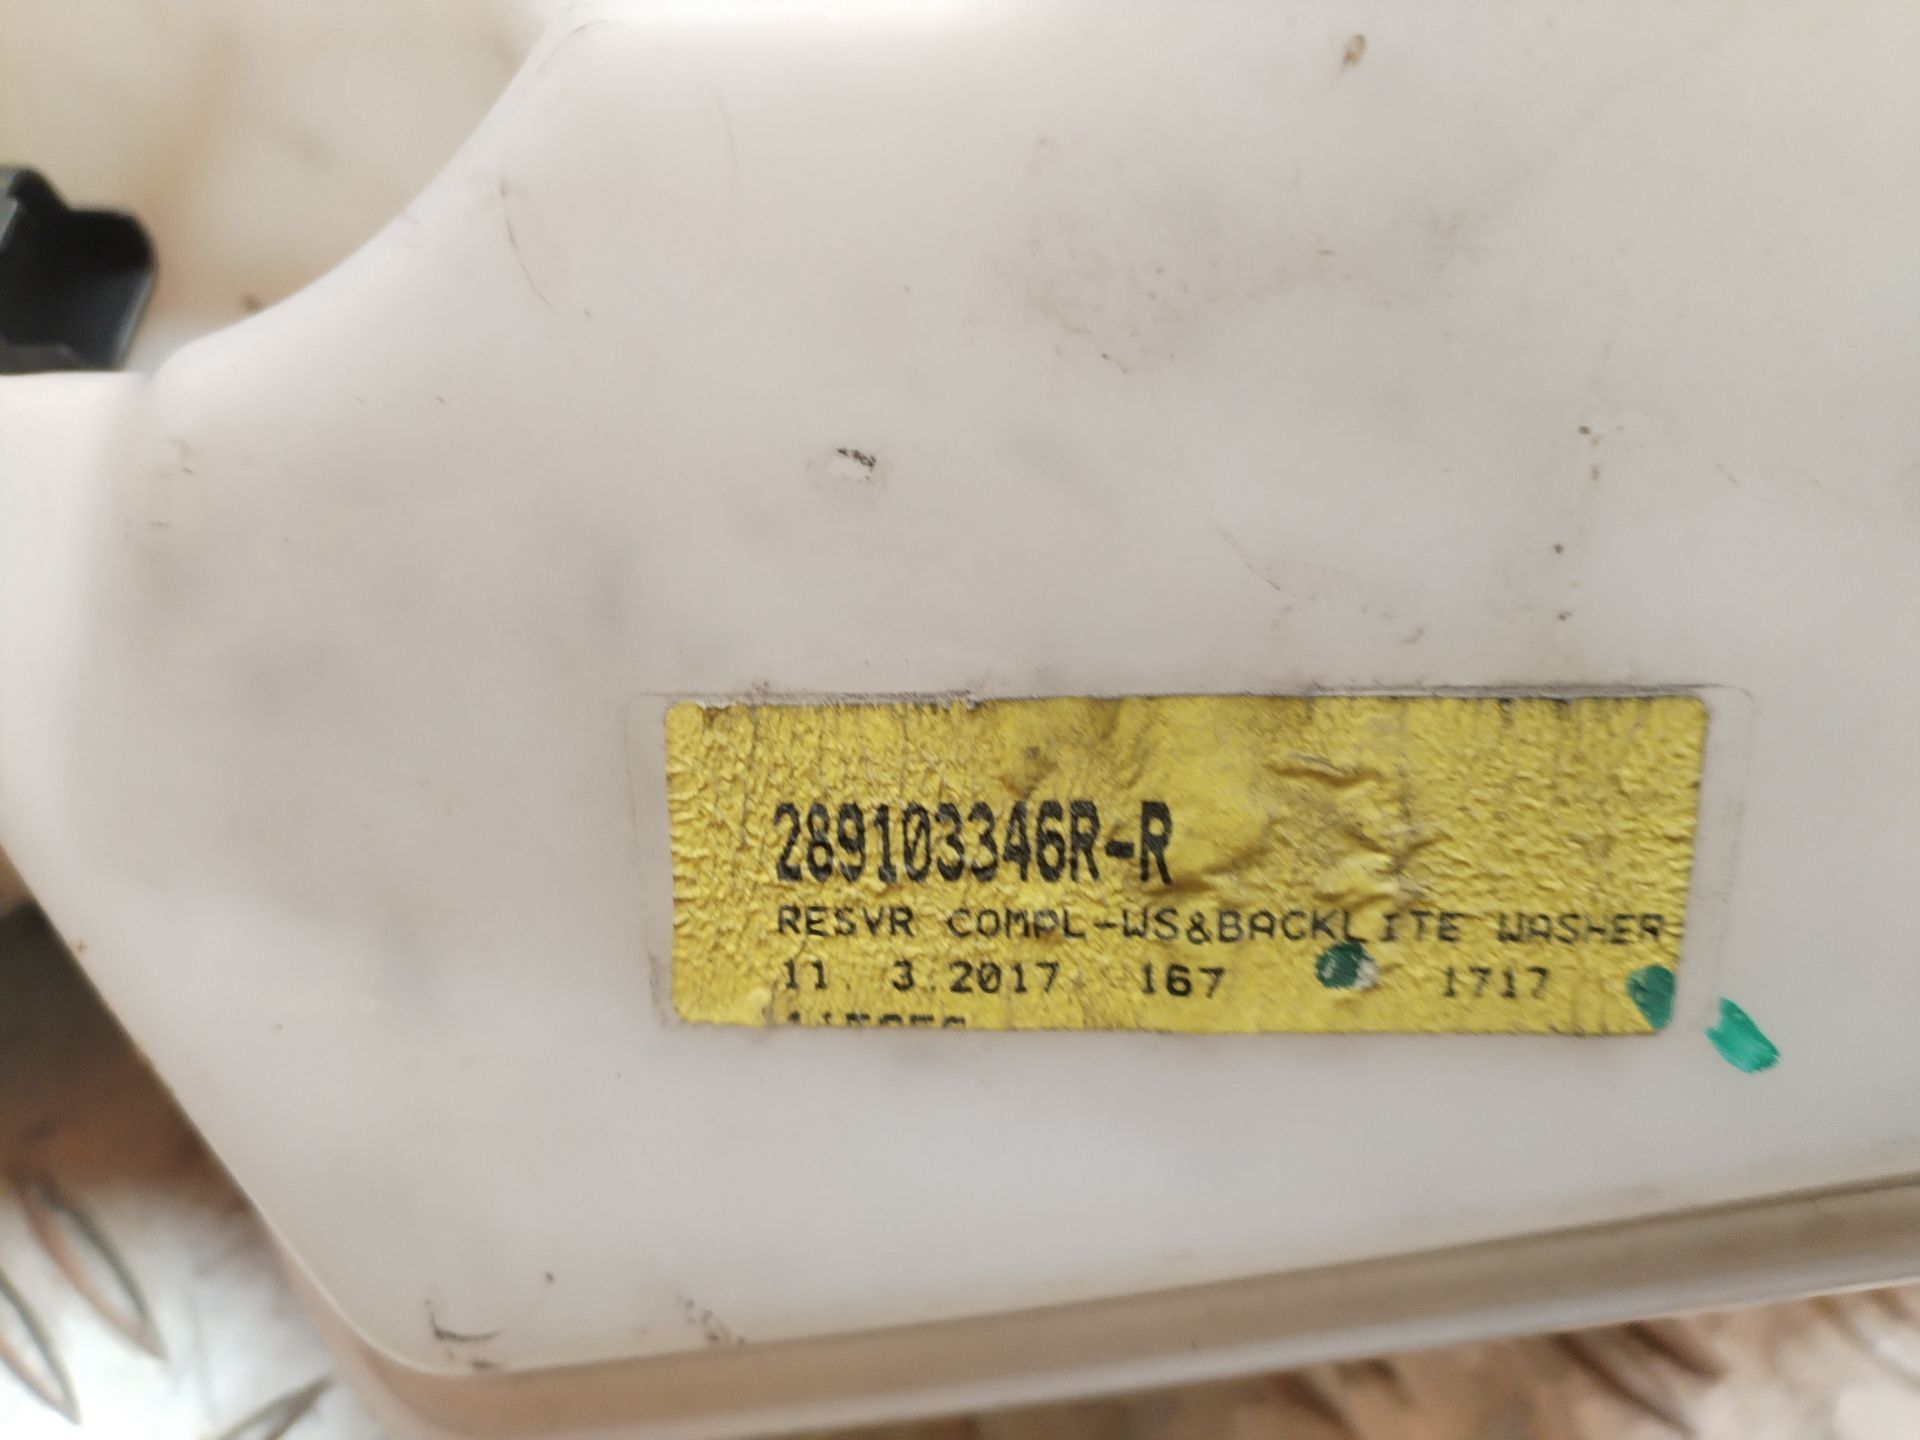 289103346R-R
RESVR COMPL-WS&BACKLITE WASHER
11. 3.2017 167 1717